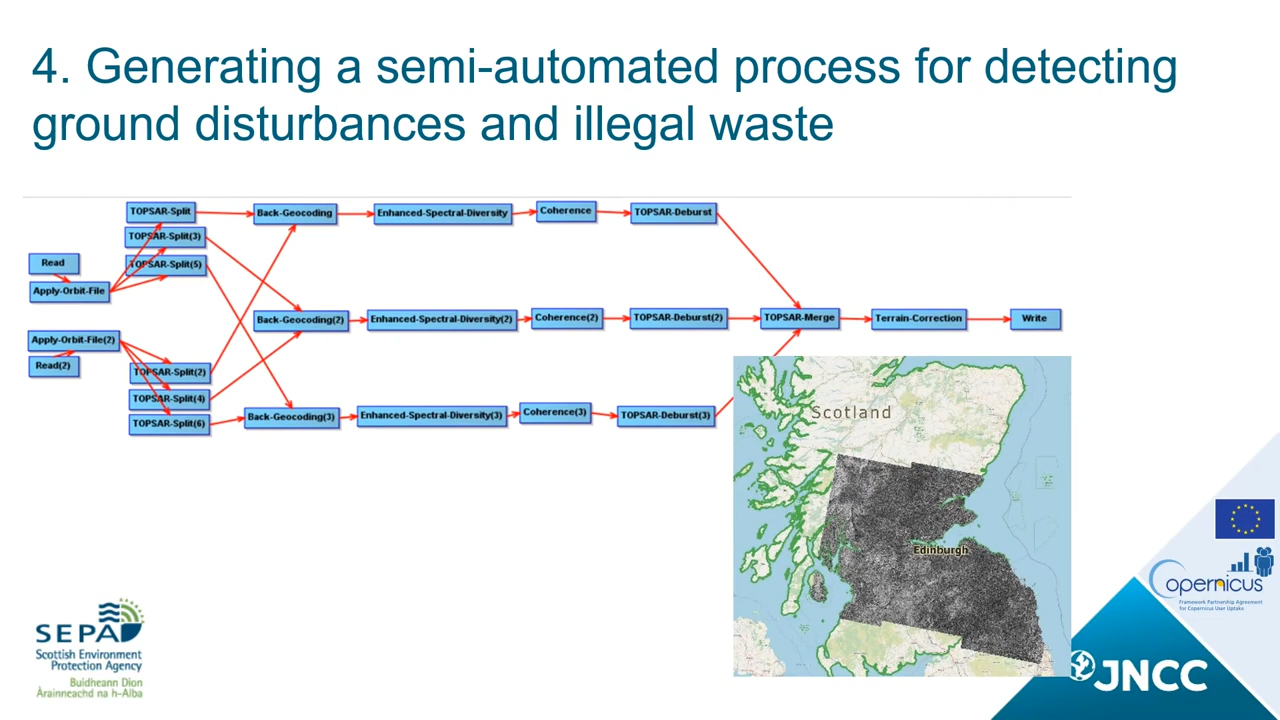 4. Generating a semi-automated process for detecting
ground disturbances and illegal waste
TOPSAR-Split
Back-Geocoding
Enhanced-Spectral-Diversity
Coherence
TOPSAR-Deburst
TOPSAR-Split(3)
TOPSAR-Split(5)
Read
Apply-Orbit-File
Back-Geocoding(2)
Enhanced-Spectral-Diversity(2)
Coherence(2)
TOPSAR-Deburst(2)
TOPSAR-Merge
Terrain-Correction
Write
Apply-Orbit-File(2)
Read(2)
TOPSAR-Split(2)
TOPSAR-Split(4)
TOPSAR-Split(6)
Back-Geocoding(3)
Enhanced-Spectral-Diversity(3)
Coherence(3)
TOPSAR-Deburst(3)
Scotland
Edinburgh
opernicus
Framework Partnership Agreement
for Copernicus User Uptake
SEPA
Scottish Environment
Protection Agency
Buidheann Dìon
Àrainneachd na h-Alba
JNCC